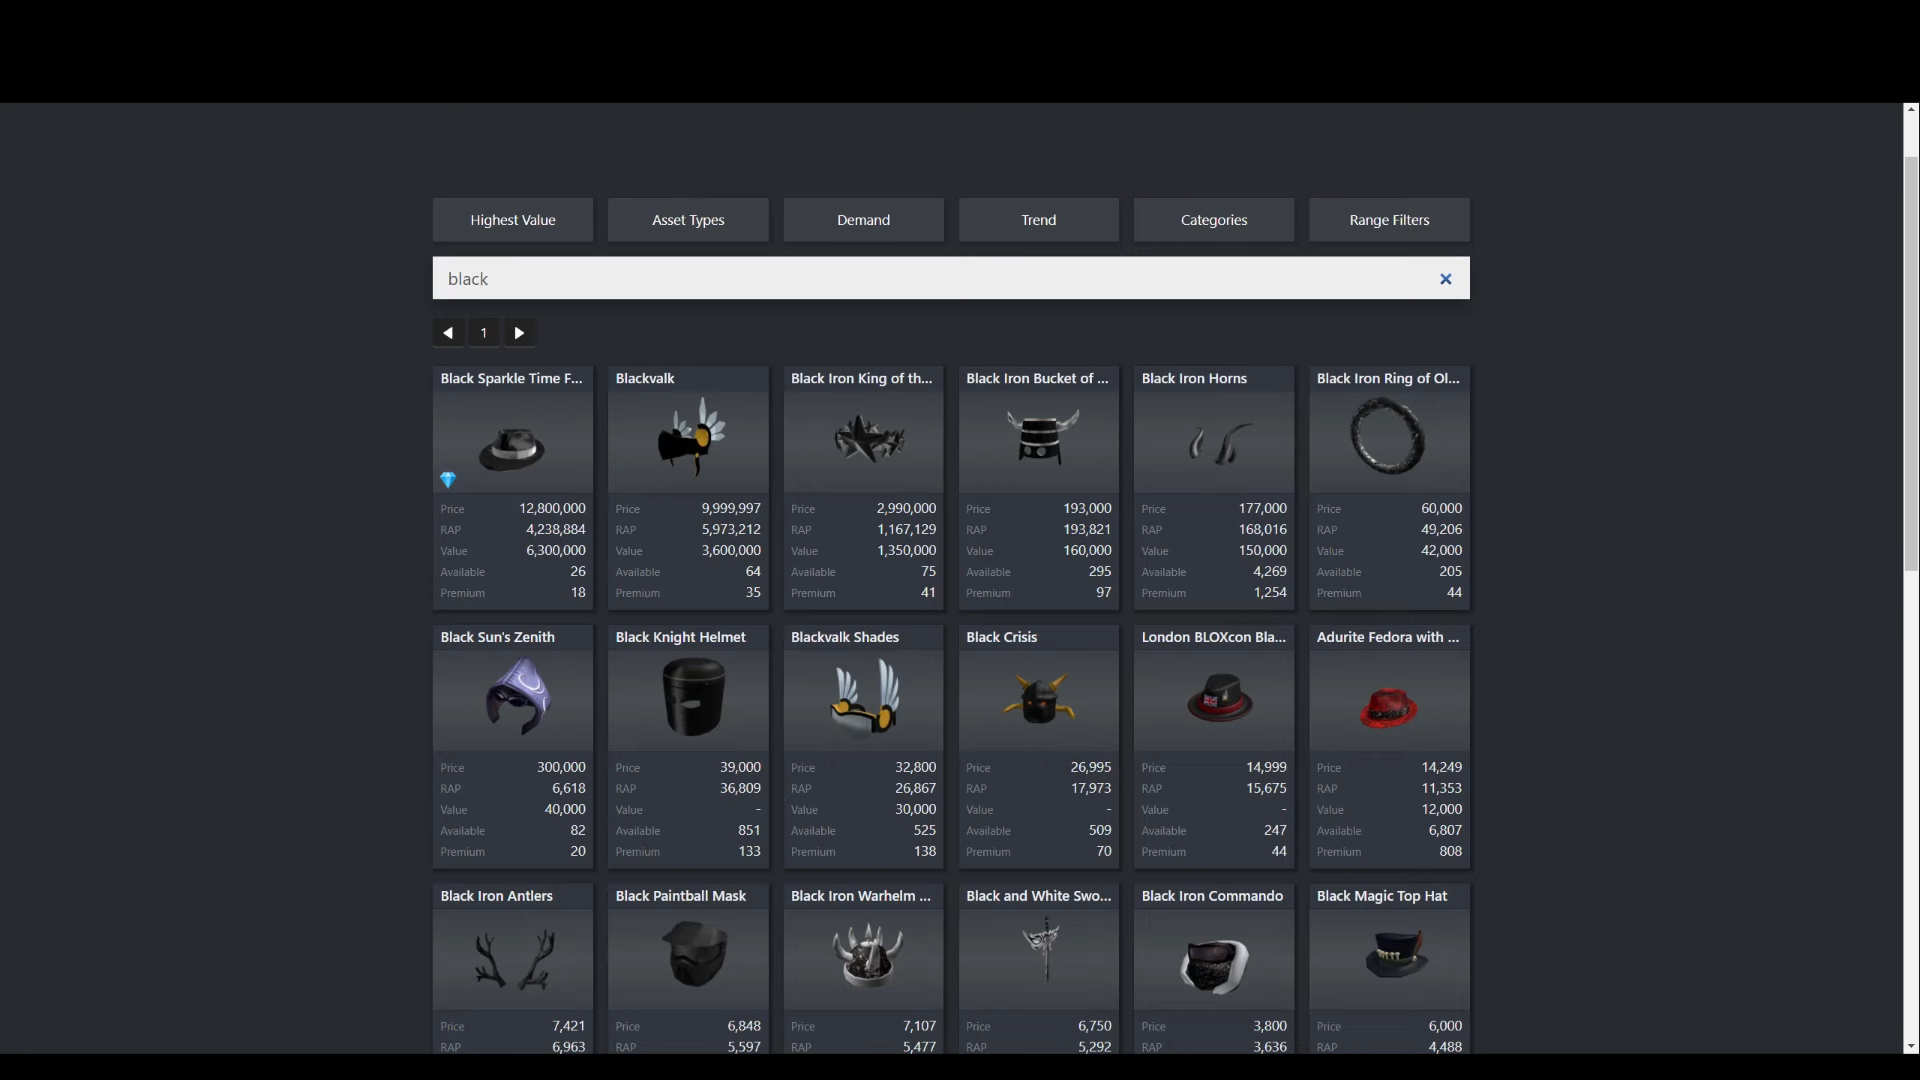 Highest Value Asset Types Demand Trend Categories Range Filters
black
1
Black Sparkle Time F... Blackvalk Black Iron King of th... Black Iron Bucket of ... Black Iron Horns Black Iron Ring of Ol...
Price 12,800,000 Price 9,999,997 Price 2,990,000 Price 193,000 Price 177,000 Price 60,000
RAP 4,238,884 RAP 5,973,212 RAP 1,167,129 RAP 193,821 RAP 168,016 RAP 49,206
Value 6,300,000 Value 3,600,000 Value 1,350,000 Value 160,000 Value 150,000 Value 42,000
Available 26 Available 64 Available 75 Available 295 Available 4,269 Available 205
Premium 18 Premium 35 Premium 41 Premium 97 Premium 1,254 Premium 44
Black Sun's Zenith Black Knight Helmet Blackvalk Shades Black Crisis London BLOXcon Bla... Adurite Fedora with ...
Price 300,000 Price 39,000 Price 32,800 Price 26,995 Price 14,999 Price 14,249
RAP 6,618 RAP 36,809 RAP 26,867 RAP 17,973 RAP 15,675 RAP 11,353
Value 40,000 Value - Value 30,000 Value - Value - Value 12,000
Available 82 Available 851 Available 525 Available 509 Available 247 Available 6,807
Premium 20 Premium 133 Premium 138 Premium 70 Premium 44 Premium 808
Black Iron Antlers Black Paintball Mask Black Iron Warhelm ... Black and White Swo... Black Iron Commando Black Magic Top Hat
Price 7,421 Price 6,848 Price 7,107 Price 6,750 Price 3,800 Price 6,000
RAP 6,963 RAP 5,597 RAP 5,477 RAP 5,292 RAP 3,636 RAP 4,488